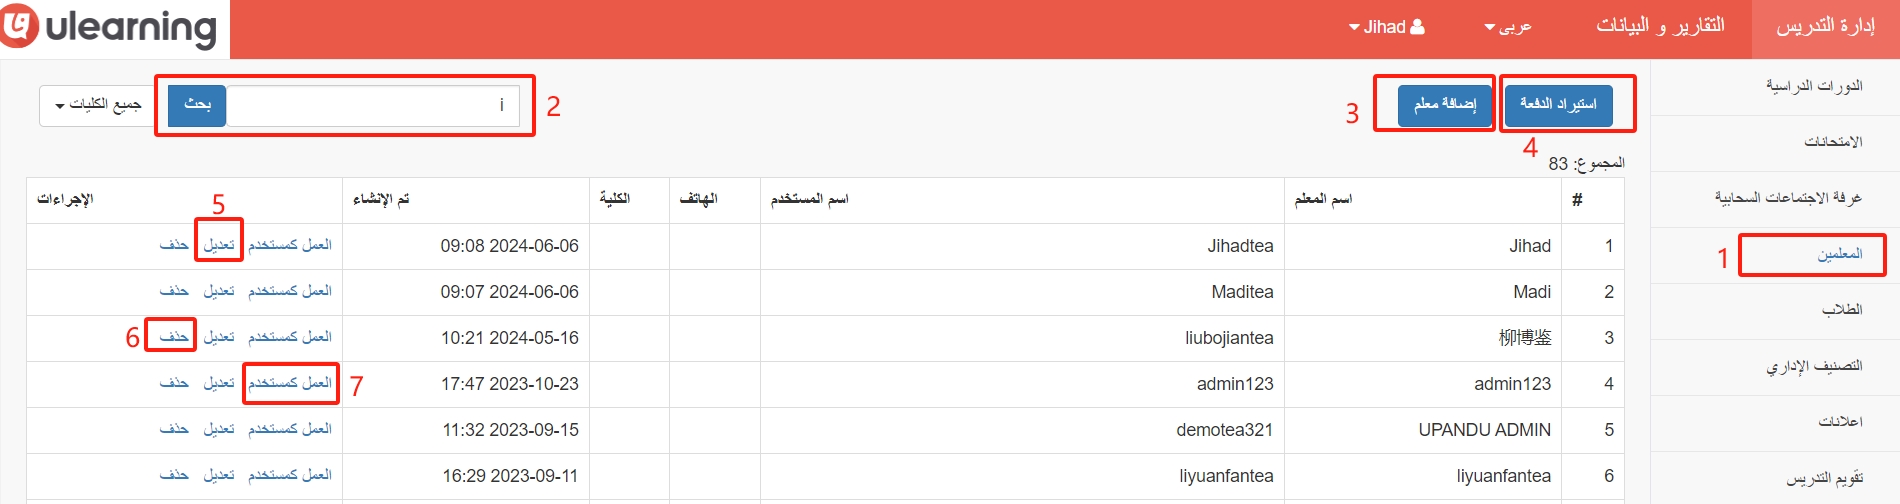 إدارة التدريس
التقارير و البيانات
عربى
Jihad
ulearning
الدورات الدراسية
الامتحانات
غرفة الاجتماعات السحابية
المعلمين
1
الطلاب
التصنيف الإداري
اعلانات
تقويم التدريس
استيراد الدفعة
4
إضافة معلم
3
i
بحث
2
جميع الكليات
المجموع: 83
# اسم المعلم اسم المستخدم الهاتف الكلية تم الإنشاء الإجراءات
5
1 Jihad Jihadtea 09:08 2024-06-06 العمل كمستخدم تعديل حذف
2 Madi Maditea 09:07 2024-06-06 العمل كمستخدم تعديل حذف
3 柳博鉴 liubojiantea 10:21 2024-05-16 العمل كمستخدم تعديل حذف
6
4 admin123 admin123 17:47 2023-10-23 العمل كمستخدم تعديل حذف
7
5 UPANDU ADMIN demotea321 11:32 2023-09-15 العمل كمستخدم تعديل حذف
6 liyuanfantea liyuanfantea 16:29 2023-09-11 العمل كمستخدم تعديل حذف